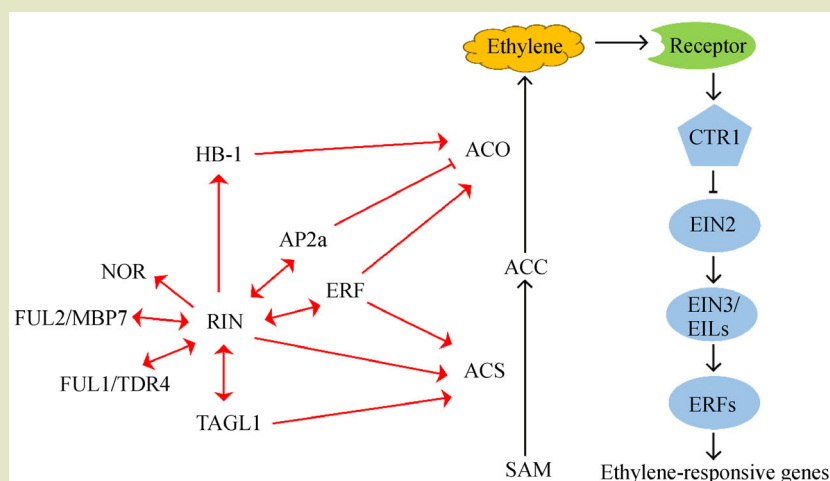 Ethylene
Receptor
CTR1
HB-1
ACO
EIN2
AP2a
NOR
ACC
ERF
FUL2/MBP7
RIN
EIN3/
EILs
FUL1/TDR4
ACS
ERFs
TAGL1
SAM
Ethylene-responsive genes